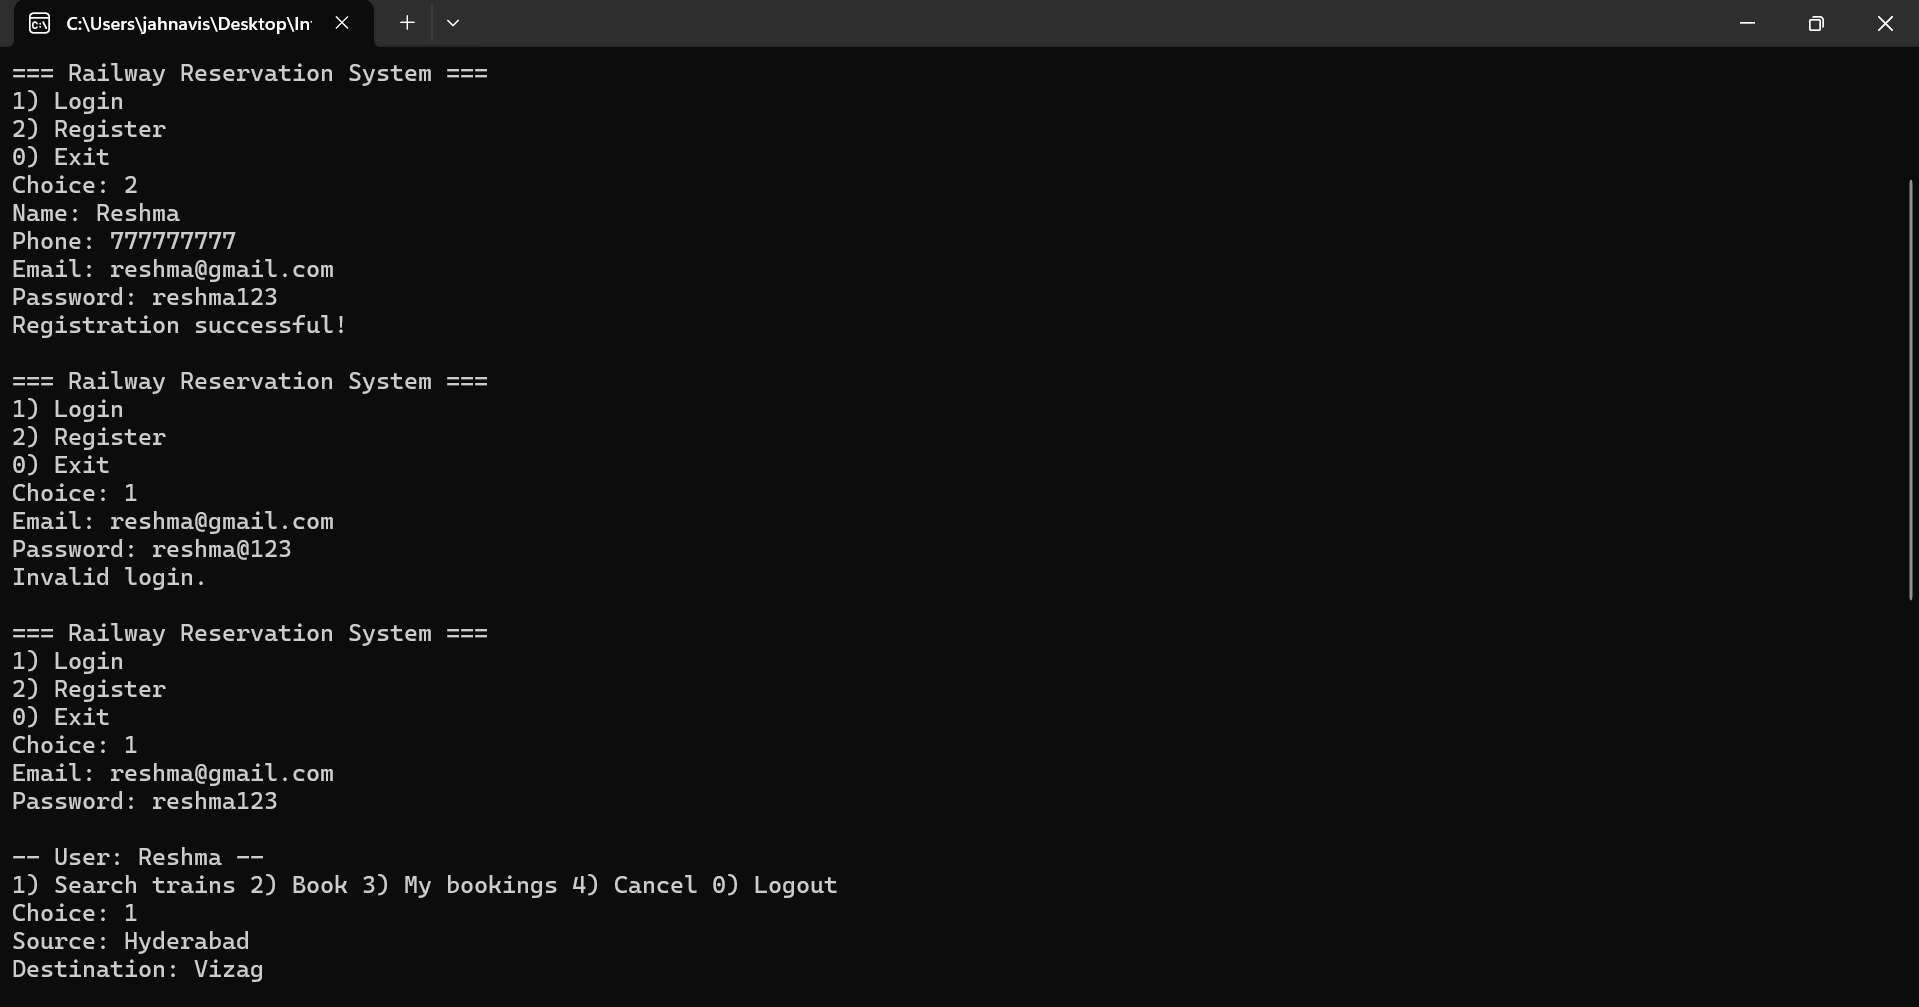 C:\Users\jahnavis\Desktop\In
=== Railway Reservation System ===
1) Login
2) Register
0) Exit
Choice: 2
Name: Reshma
Phone: 777777777
Email: reshma@gmail.com
Password: reshma123
Registration successful!
=== Railway Reservation System ===
1) Login
2) Register
0) Exit
Choice: 1
Email: reshma@gmail.com
Password: reshma@123
Invalid login.
=== Railway Reservation System ===
1) Login
2) Register
0) Exit
Choice: 1
Email: reshma@gmail.com
Password: reshma123
-- User: Reshma --
1) Search trains 2) Book 3) My bookings 4) Cancel 0) Logout
Choice: 1
Source: Hyderabad
Destination: Vizag